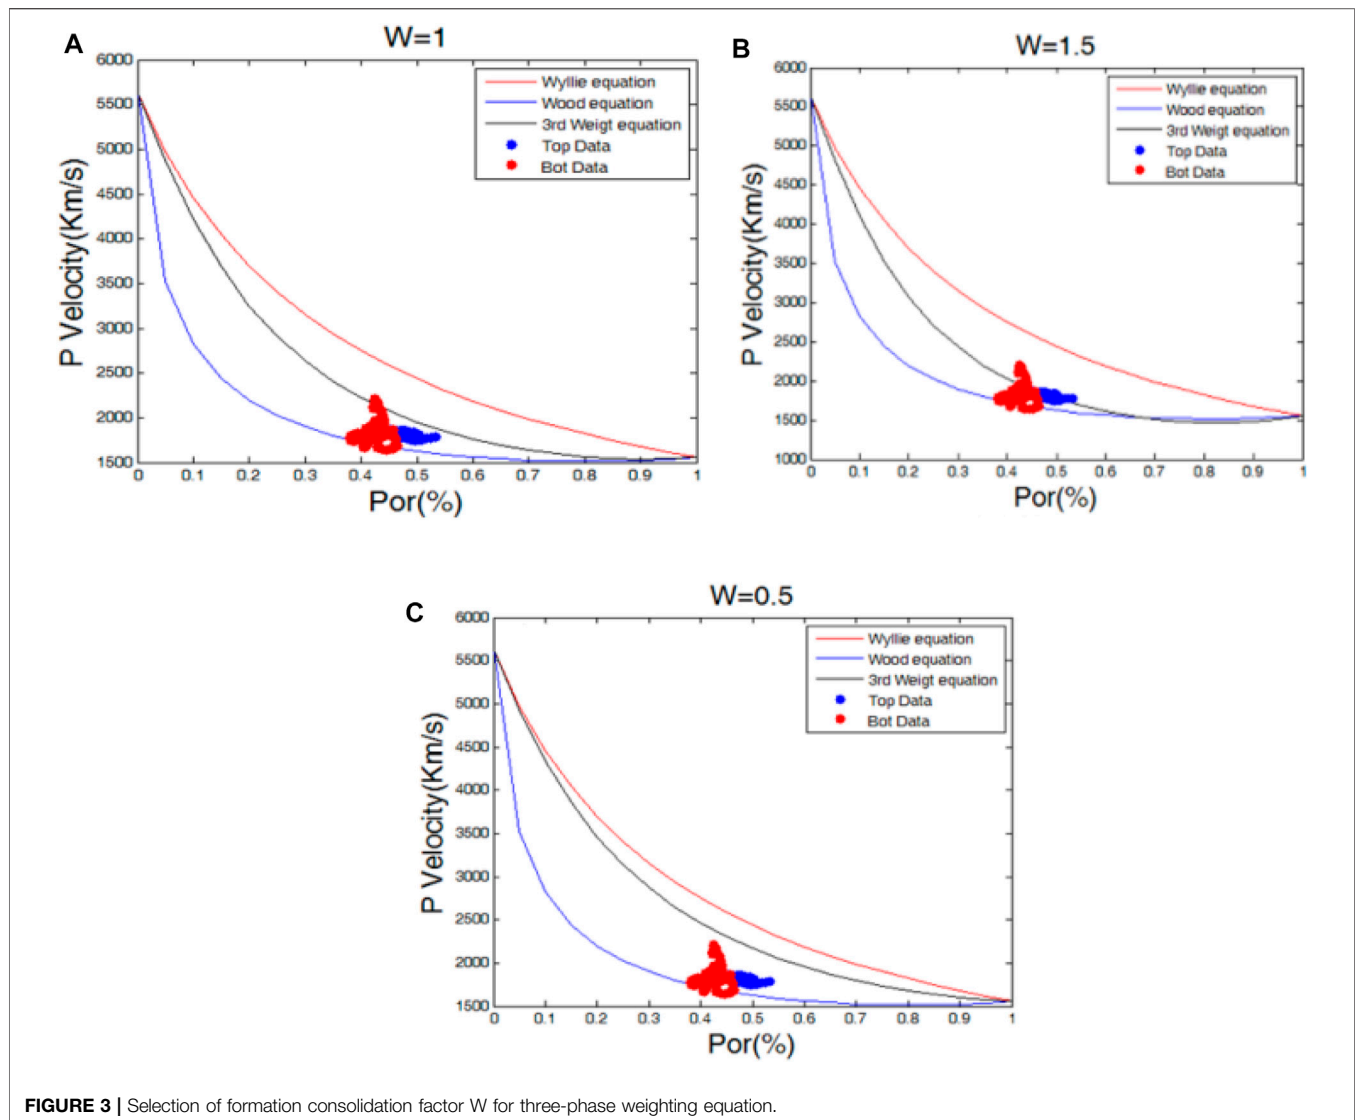 A
W=1
6000
5500
5000
4500
4000
3500
3000
2500
2000
1500
P Velocity(Km/s)
Wyllie equation
Wood equation
3rd Weigt equation
Top Data
Bot Data
0 0.1 0.2 0.3 0.4 0.5 0.6 0.7 0.8 0.9 1
Por(%)
B
W=1.5
6000
5500
5000
4500
4000
3500
3000
2500
2000
1500
1000
P Velocity(Km/s)
Wyllie equation
Wood equation
3rd Weigt equation
Top Data
Bot Data
0 0.1 0.2 0.3 0.4 0.5 0.6 0.7 0.8 0.9 1
Por(%)
C
W=0.5
6000
5500
5000
4500
4000
3500
3000
2500
2000
1500
P Velocity(Km/s)
Wyllie equation
Wood equation
3rd Weigt equation
Top Data
Bot Data
0 0.1 0.2 0.3 0.4 0.5 0.6 0.7 0.8 0.9 1
Por(%)
FIGURE 3 | Selection of formation consolidation factor W for three-phase weighting equation.